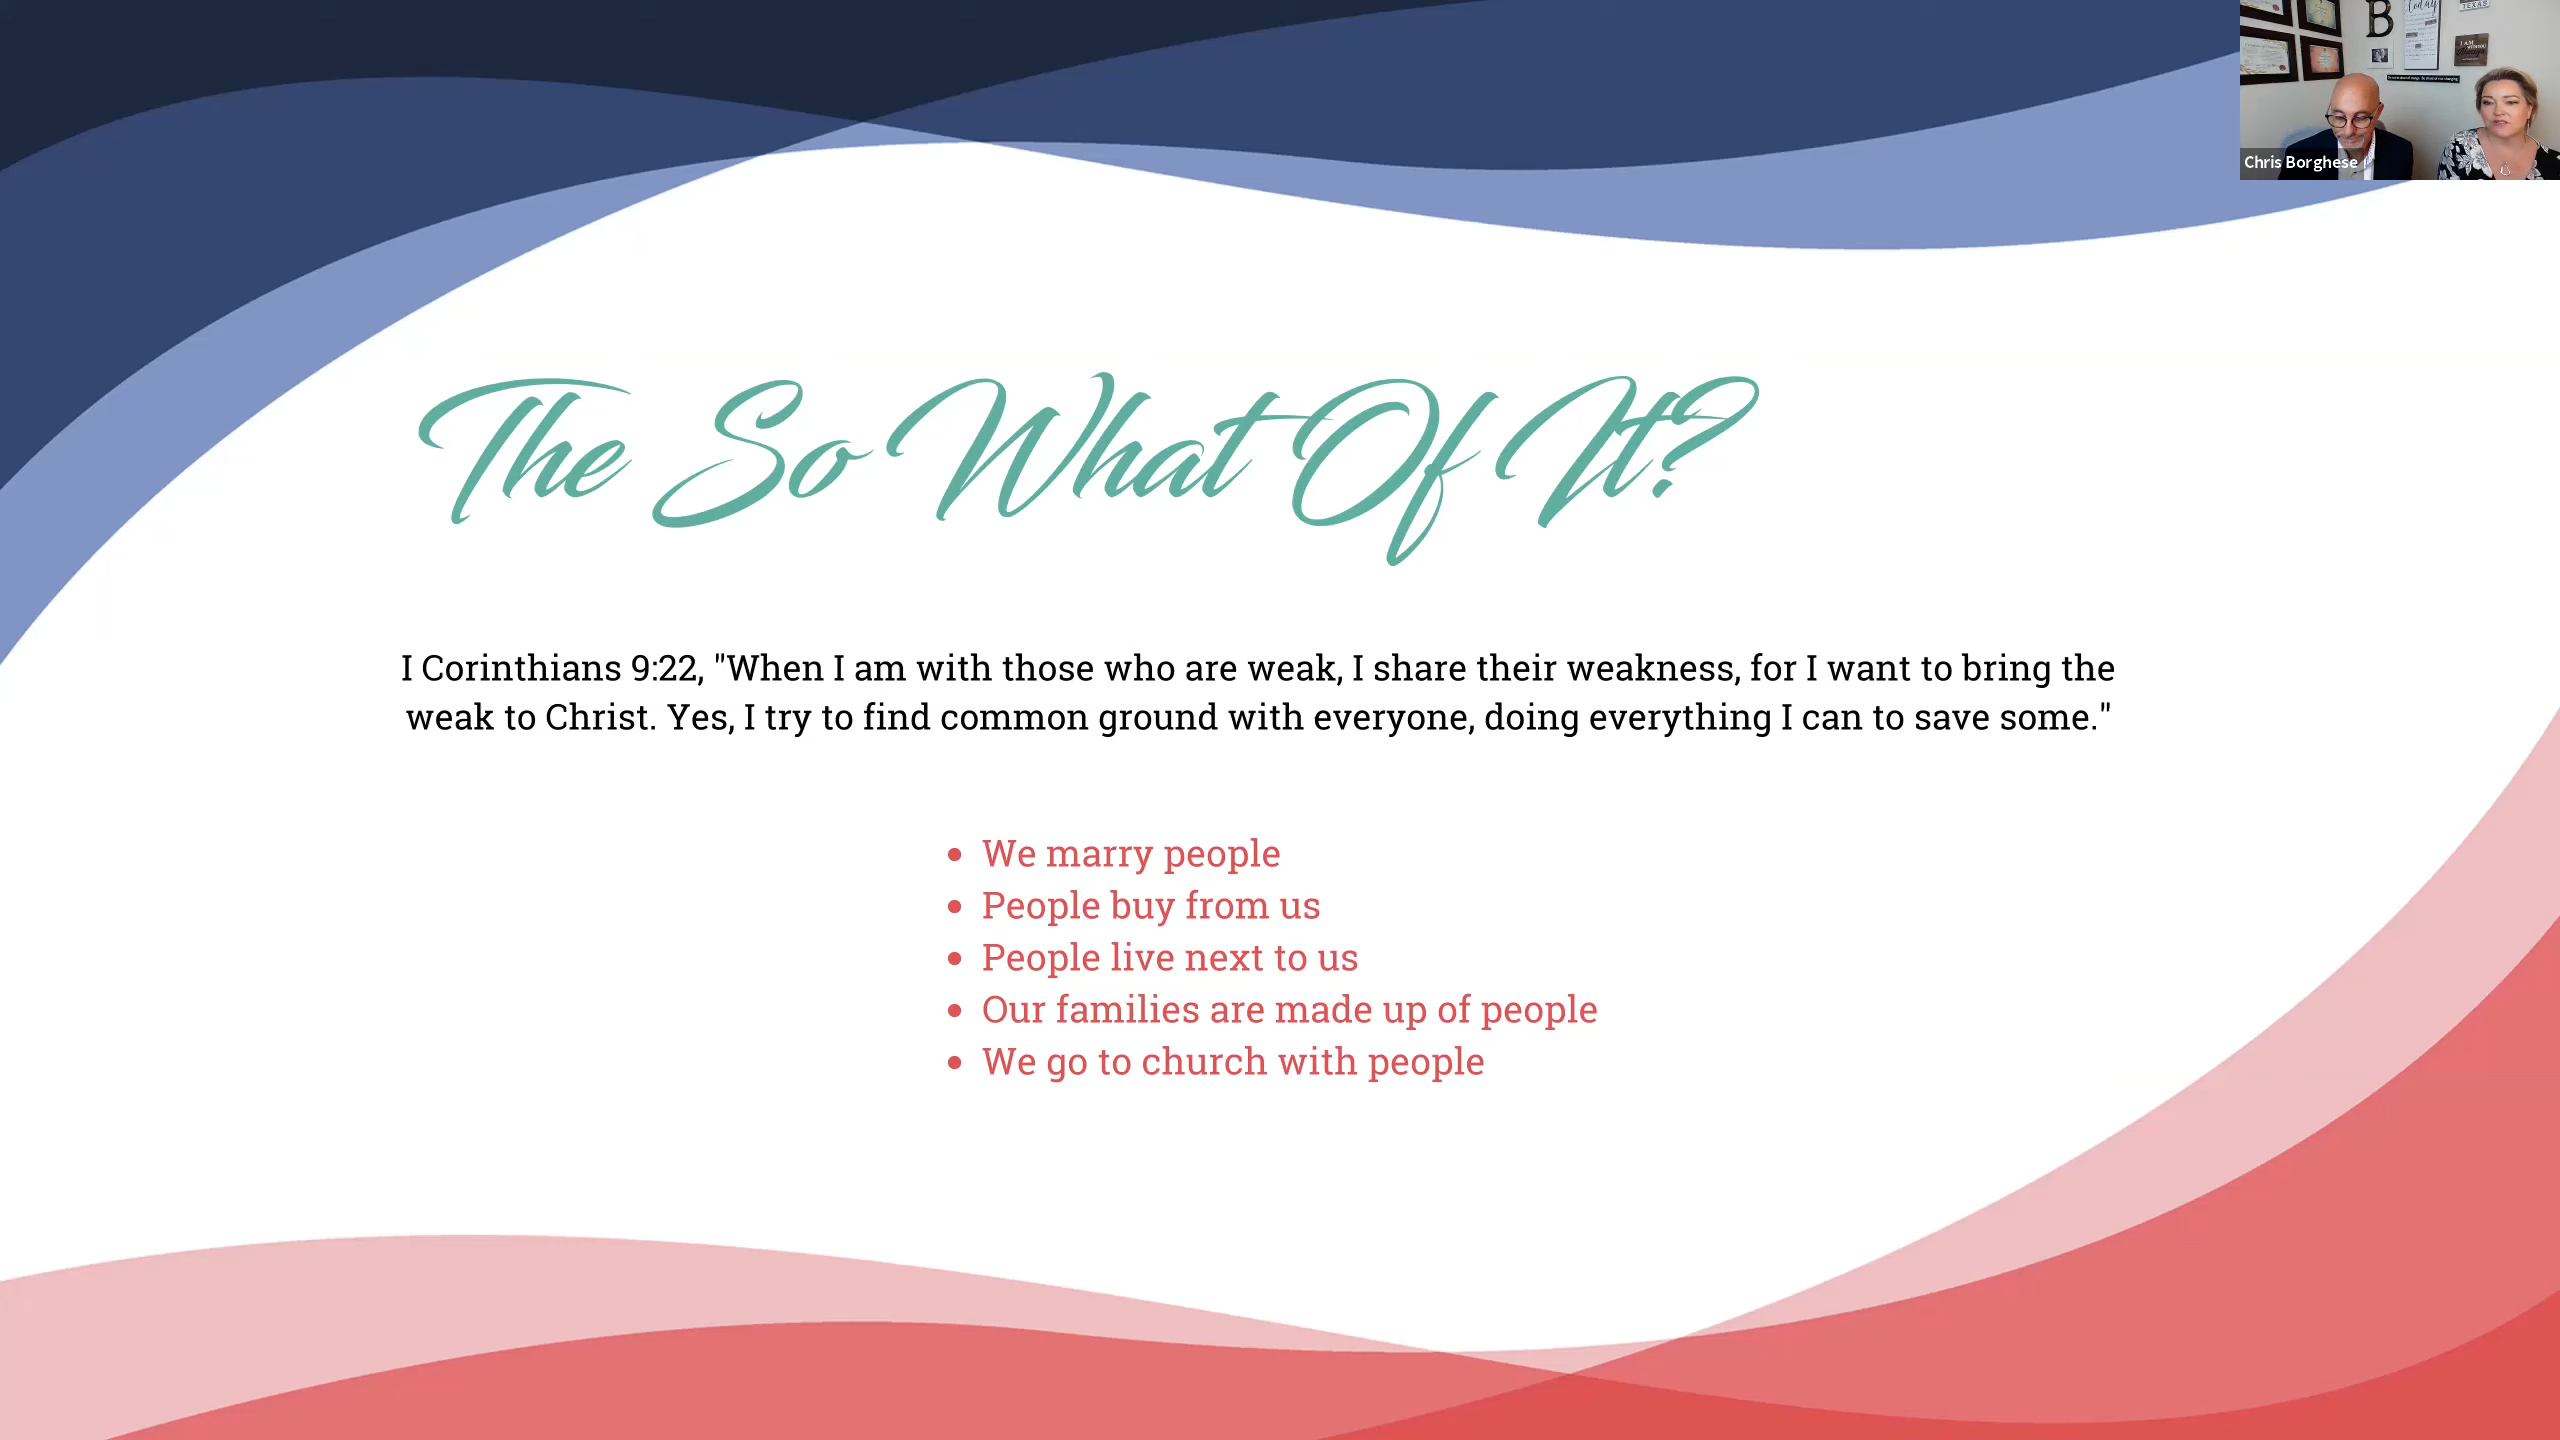 Today
TEXAS
B
I AM
Chris Borghese
The So What Of It?
I Corinthians 9:22, "When I am with those who are weak, I share their weakness, for I want to bring the
weak to Christ. Yes, I try to find common ground with everyone, doing everything I can to save some."
• We marry people
• People buy from us
• People live next to us
• Our families are made up of people
• We go to church with people